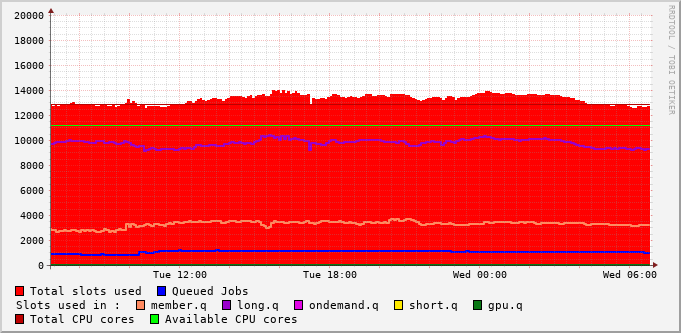 20000
18000
16000
14000
12000
10000
8000
6000
4000
2000
0
Tue 12:00 Tue 18:00 Wed 00:00 Wed 06:00
RRDTOOL / TOBI OETIKER
Total slots used Queued Jobs
Slots used in : member.q long.q ondemand.q short.q gpu.q
Total CPU cores Available CPU cores